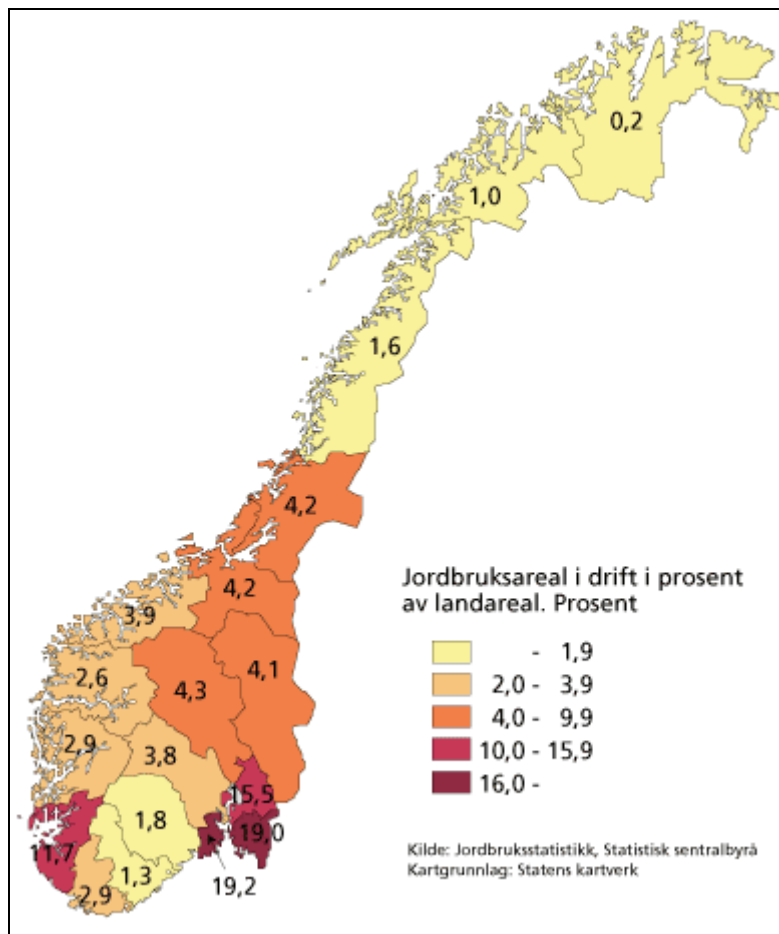 0,2
1,0
1,6
4,2
4,2
3,9
4,1
2,6
4,3
2,9
3,8
15,5
1,8
19,0
11,7
1,3
19,2
2,9
Jordbruksareal i drift i prosent
av landareal. Prosent
- 1,9
2,0 - 3,9
4,0 - 9,9
10,0 - 15,9
16,0 -
Kilde: Jordbruksstatistikk, Statistisk sentralbyrå
Kartgrunnlag: Statens kartverk